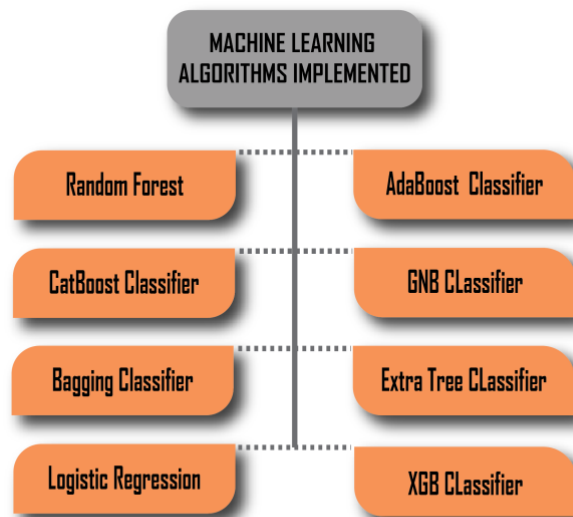 MACHINE LEARNING
ALGORITHMS IMPLEMENTED
Random Forest
AdaBoost Classifier
CatBoost Classifier
GNB CLassifier
Bagging Classifier
Extra Tree CLassifier
Logistic Regression
XGB CLassifier